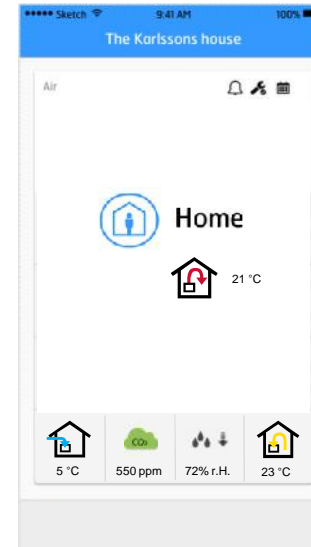 Sketch 9:41 AM 100%
The Karlssons house
Air
Home
21 °C
CO₂
5 °C 550 ppm 72% r.H. 23 °C